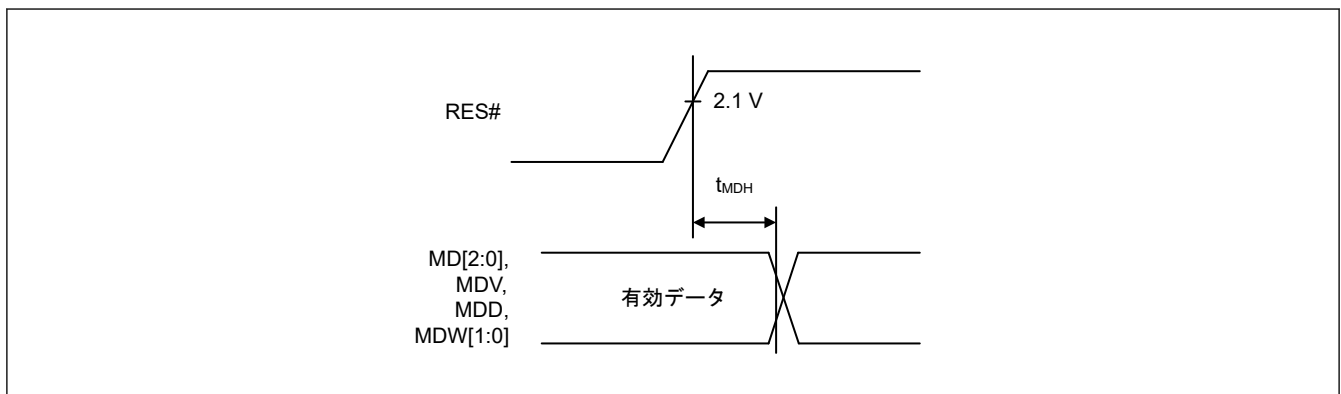 RES#
2.1 V
tMDH
MD[2:0],
MDV,
MDD,
MDW[1:0]
有効データ